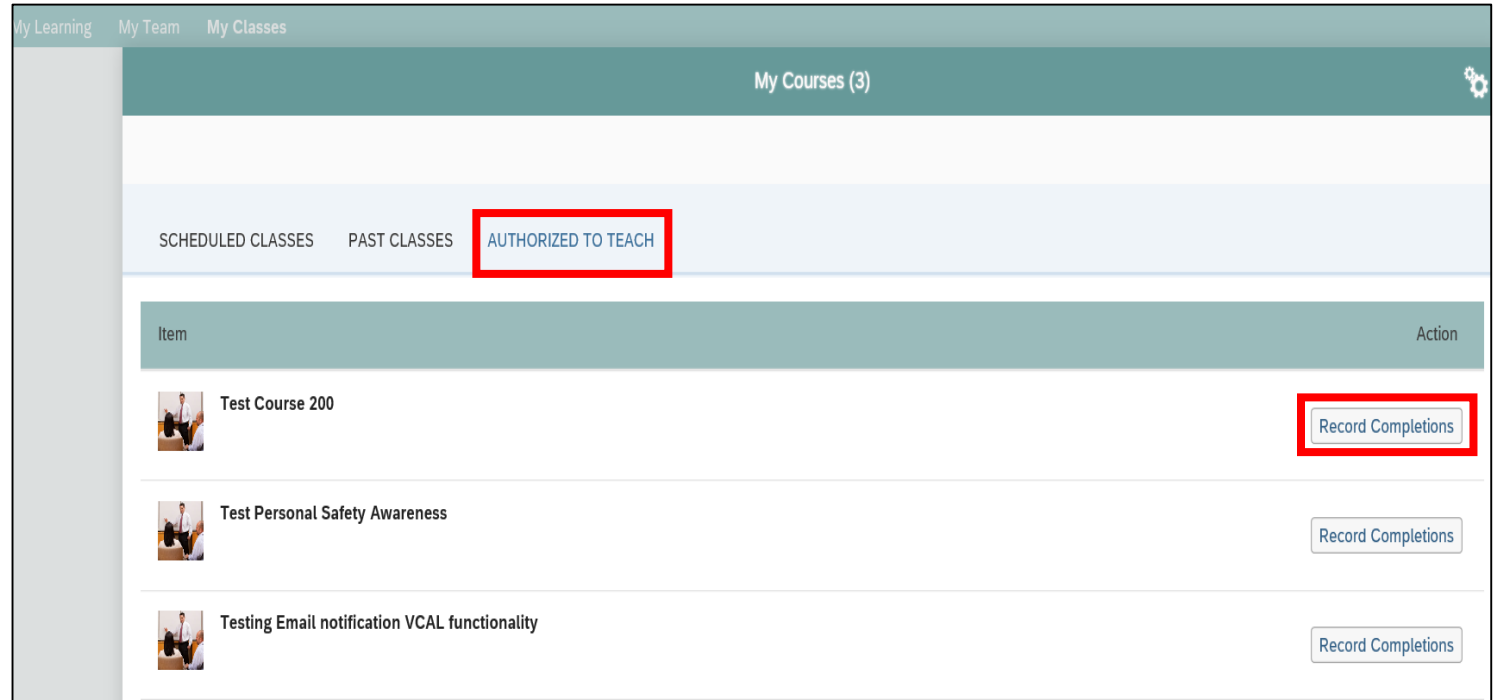 My Learning My Team My Classes
My Courses (3)
SCHEDULED CLASSES PAST CLASSES AUTHORIZED TO TEACH
Item Action
Test Course 200
Record Completions
Test Personal Safety Awareness
Record Completions
Testing Email notification VCAL functionality
Record Completions